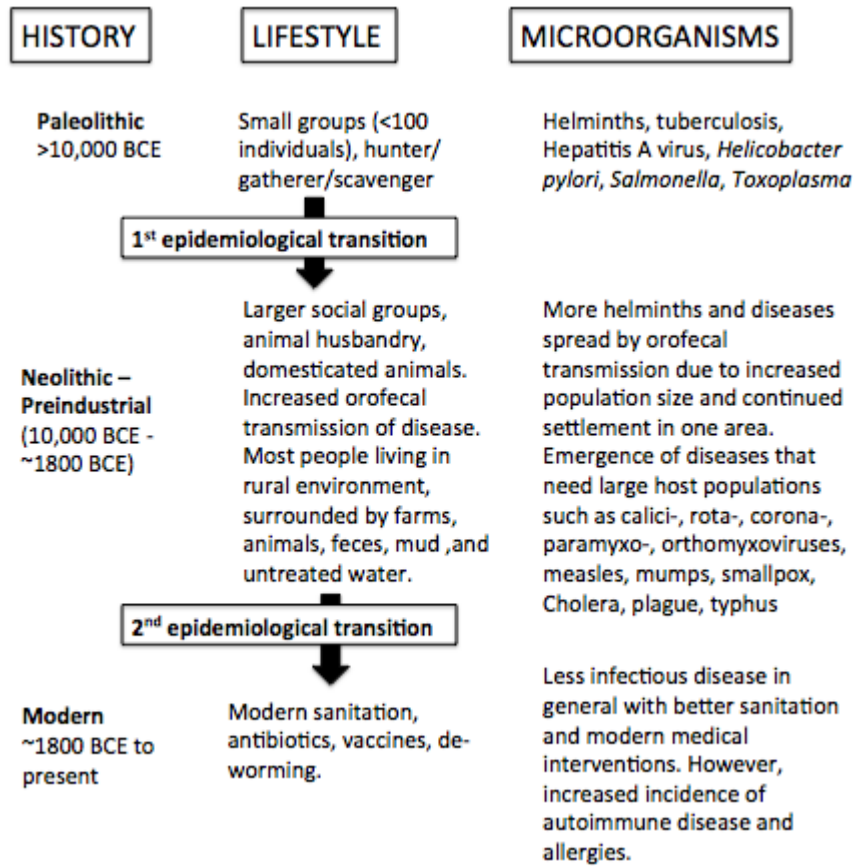 HISTORY
LIFESTYLE
MICROORGANISMS
Paleolithic
>10,000 BCE
Small groups (<100
individuals), hunter/
gatherer/scavenger
Helminths, tuberculosis,
Hepatitis A virus, Helicobacter
pylori, Salmonella, Toxoplasma
1st epidemiological transition
Neolithic –
Preindustrial
(10,000 BCE -
~1800 BCE)
Larger social groups,
animal husbandry,
domesticated animals.
Increased orofecal
transmission of disease.
Most people living in
rural environment,
surrounded by farms,
animals, feces, mud ,and
untreated water.
More helminths and diseases
spread by orofecal
transmission due to increased
population size and continued
settlement in one area.
Emergence of diseases that
need large host populations
such as calici-, rota-, corona-,
paramyxo-, orthomyxoviruses,
measles, mumps, smallpox,
Cholera, plague, typhus
2nd epidemiological transition
Modern
~1800 BCE to
present
Modern sanitation,
antibiotics, vaccines, de-
worming.
Less infectious disease in
general with better sanitation
and modern medical
interventions. However,
increased incidence of
autoimmune disease and
allergies.